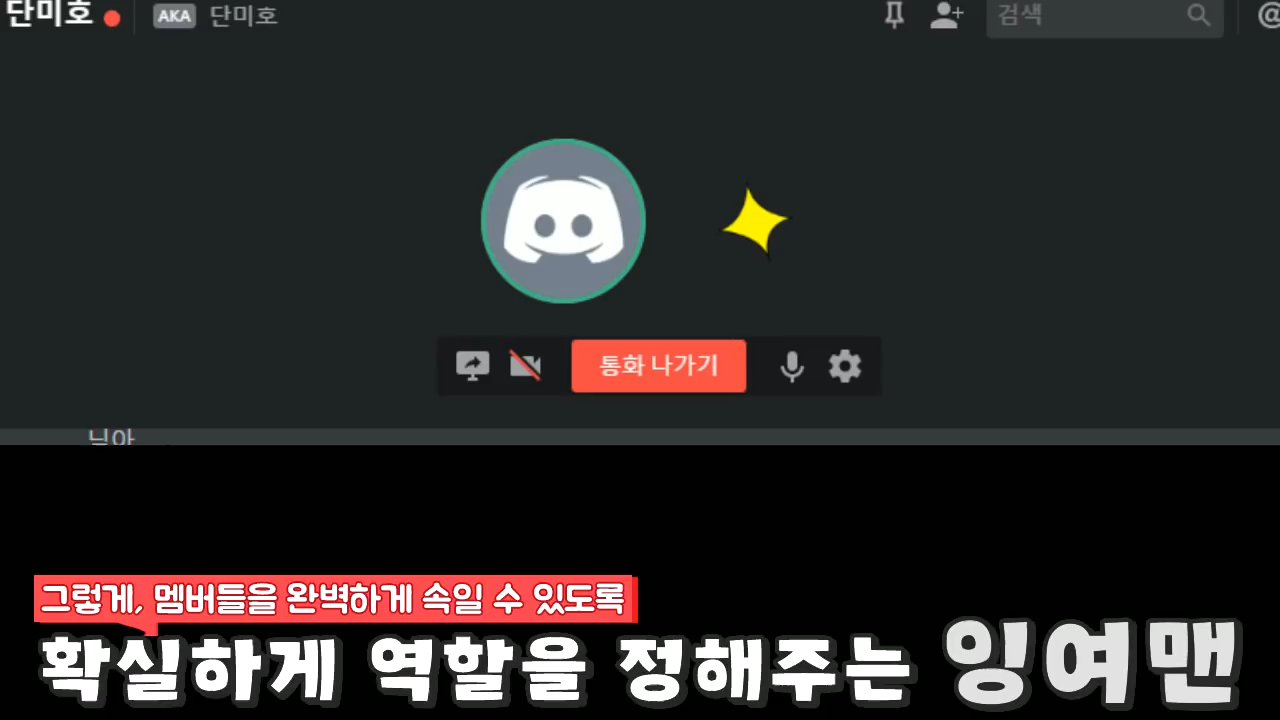 단미호
AKA 단미호
검색
통화 나가기
닉아
그렇게, 멤버들을 완벽하게 속일 수 있도록
확실하게 역할을 정해주는 잉여맨